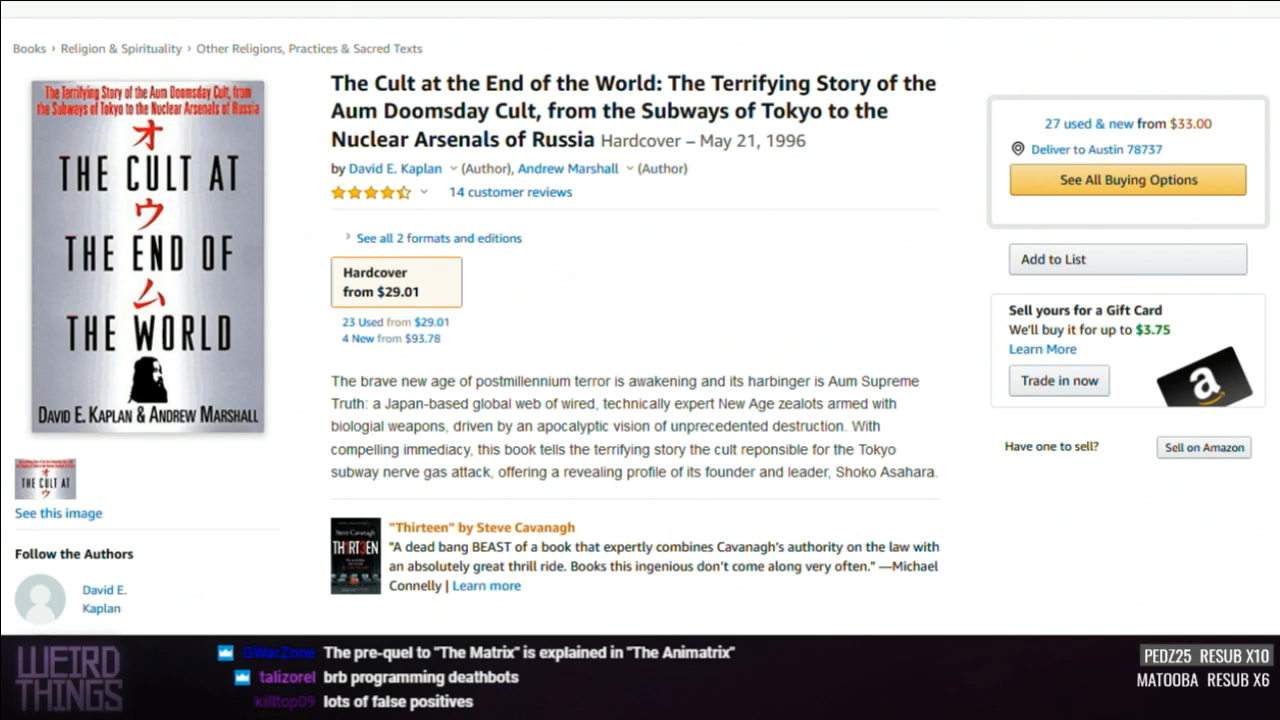 Books › Religion & Spirituality › Other Religions, Practices & Sacred Texts
The Terrifying Story of the Aum Doomsday Cult, from
the Subways of Tokyo to the Nuclear Arsenals of Russia
オ
THE CULT AT
ウ
THE END OF
ム
THE WORLD
DAVID E. KAPLAN & ANDREW MARSHALL
THE CULT AT
ウ
See this image
Follow the Authors
David E.
Kaplan
The Cult at the End of the World: The Terrifying Story of the
Aum Doomsday Cult, from the Subways of Tokyo to the
Nuclear Arsenals of Russia Hardcover – May 21, 1996
by David E. Kaplan (Author), Andrew Marshall (Author)
14 customer reviews
See all 2 formats and editions
Hardcover
from $29.01
23 Used from $29.01
4 New from $93.78
The brave new age of postmillennium terror is awakening and its harbinger is Aum Supreme
Truth: a Japan-based global web of wired, technically expert New Age zealots armed with
biologial weapons, driven by an apocalyptic vision of unprecedented destruction. With
compelling immediacy, this book tells the terrifying story the cult reponsible for the Tokyo
subway nerve gas attack, offering a revealing profile of its founder and leader, Shoko Asahara.
Steve Cavanagh
TH1RT3EN
"Thirteen" by Steve Cavanagh
"A dead bang BEAST of a book that expertly combines Cavanagh's authority on the law with
an absolutely great thrill ride. Books this ingenious don't come along very often." —Michael
Connelly | Learn more
27 used & new from $33.00
Deliver to Austin 78737
See All Buying Options
Add to List
Sell yours for a Gift Card
We'll buy it for up to $3.75
Learn More
Trade in now
a
Have one to sell?
Sell on Amazon
WEIRD
THINGS
GWarZone The pre-quel to "The Matrix" is explained in "The Animatrix"
talizorel brb programming deathbots
killtop09 lots of false positives
PEDZ25 RESUB X10
MATOOBA RESUB X6